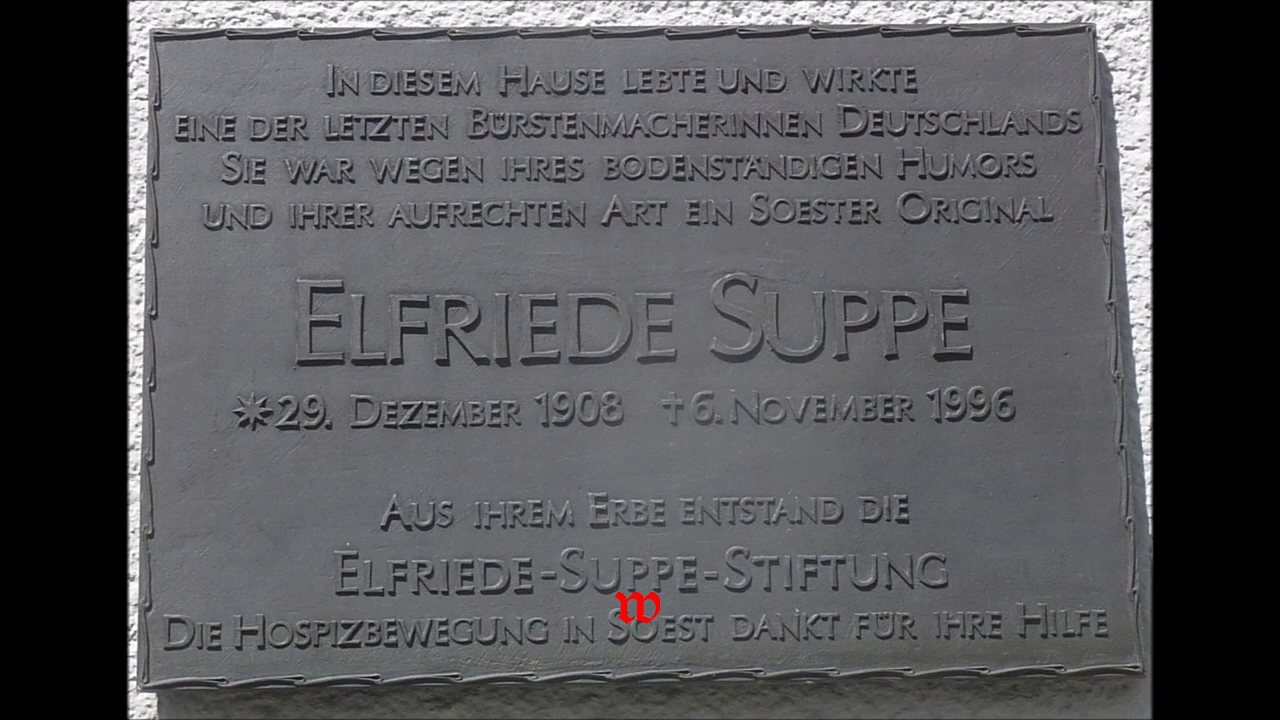 In diesem Hause lebte und wirkte
eine der letzten Bürstenmacherinnen Deutschlands
Sie war wegen ihres bodenständigen Humors
und ihrer aufrechten Art ein Soester Original
Elfriede Suppe
✷29. Dezember 1908 †6. November 1996
Aus ihrem Erbe entstand die
Elfriede-Suppe-Stiftung
w
Die Hospizbewegung in Soest dankt für ihre Hilfe